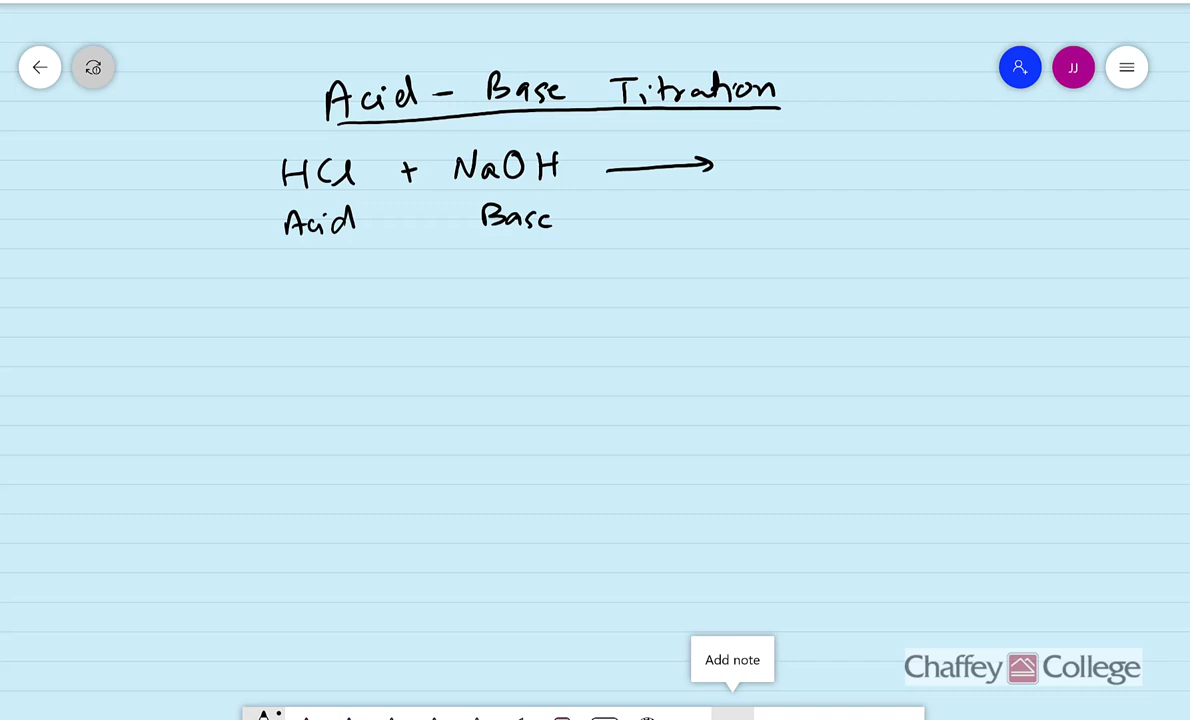 JJ
Acid - Base Titration
HCl + NaOH ⟶
Acid Base
Add note
Chaffey College